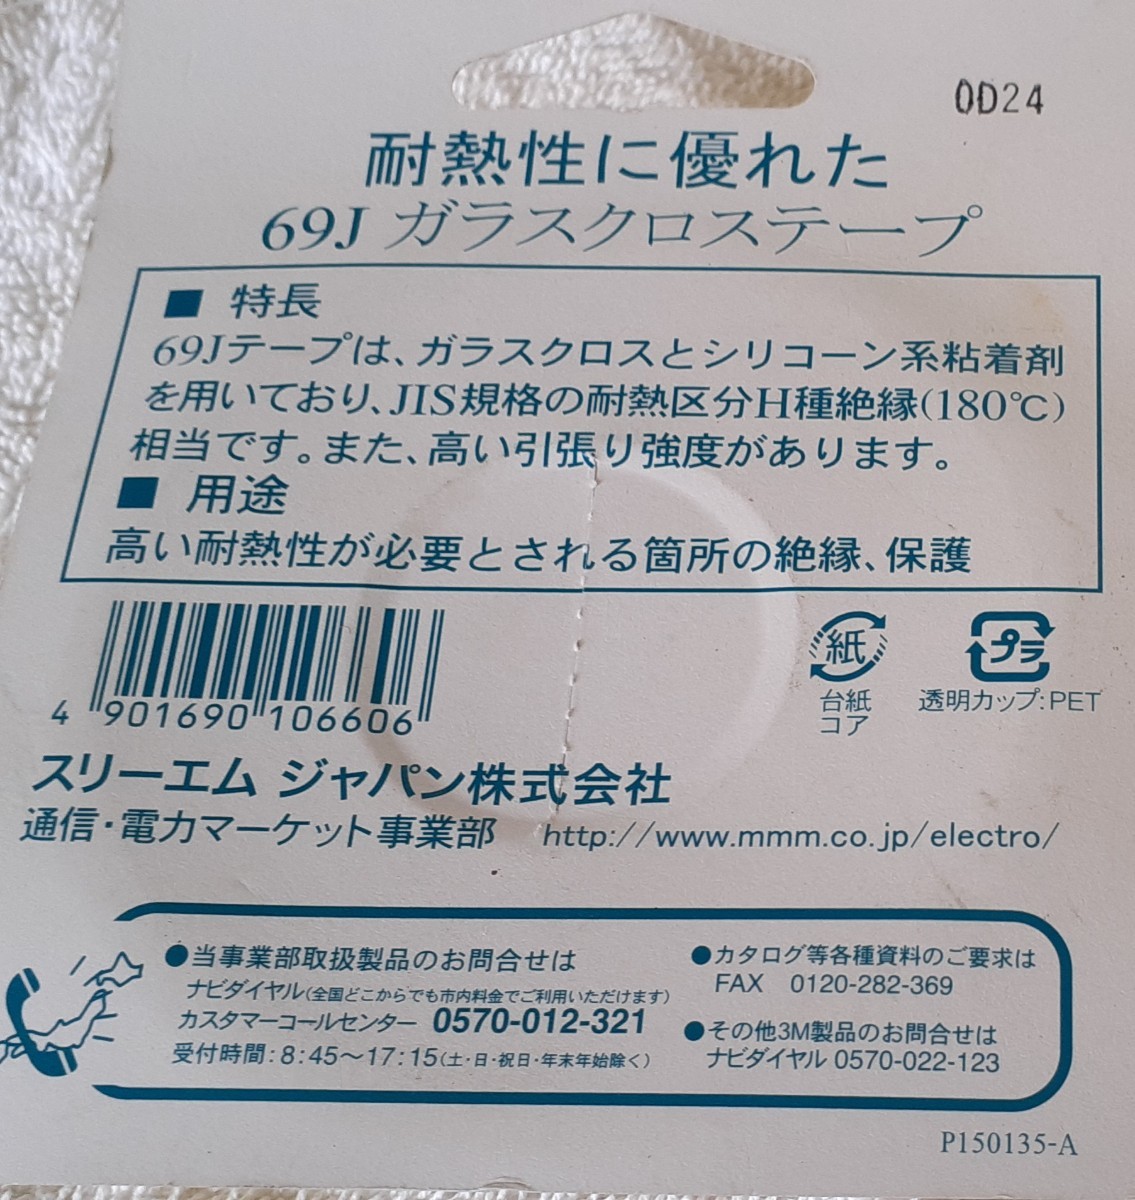 0D24
耐熱性に優れた
69J ガラスクロステープ
■ 特長
69Jテープは、ガラスクロスとシリコーン系粘着剤
を用いており、JIS規格の耐熱区分H種絶縁(180℃)
相当です。また、高い引張り強度があります。
■ 用途
高い耐熱性が必要とされる箇所の絶縁、保護
4 901690 106606
紙
台紙
コア
プラ
透明カップ:PET
スリーエム ジャパン株式会社
通信・電力マーケット事業部 http://www.mmm.co.jp/electro/
●当事業部取扱製品のお問合せは
ナビダイヤル(全国どこからでも市内料金でご利用いただけます)
カスタマーコールセンター 0570-012-321
受付時間:8:45〜17:15(土・日・祝日・年末年始除く)
●カタログ等各種資料のご要求は
FAX 0120-282-369
●その他3M製品のお問合せは
ナビダイヤル 0570-022-123
P150135-A